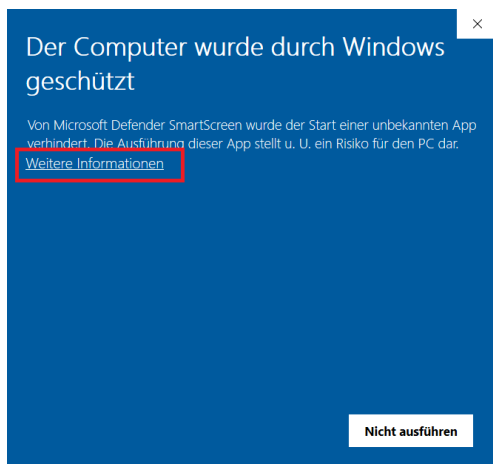 Der Computer wurde durch Windows
geschützt
Von Microsoft Defender SmartScreen wurde der Start einer unbekannten App
verhindert. Die Ausführung dieser App stellt u. U. ein Risiko für den PC dar.
Weitere Informationen
Nicht ausführen